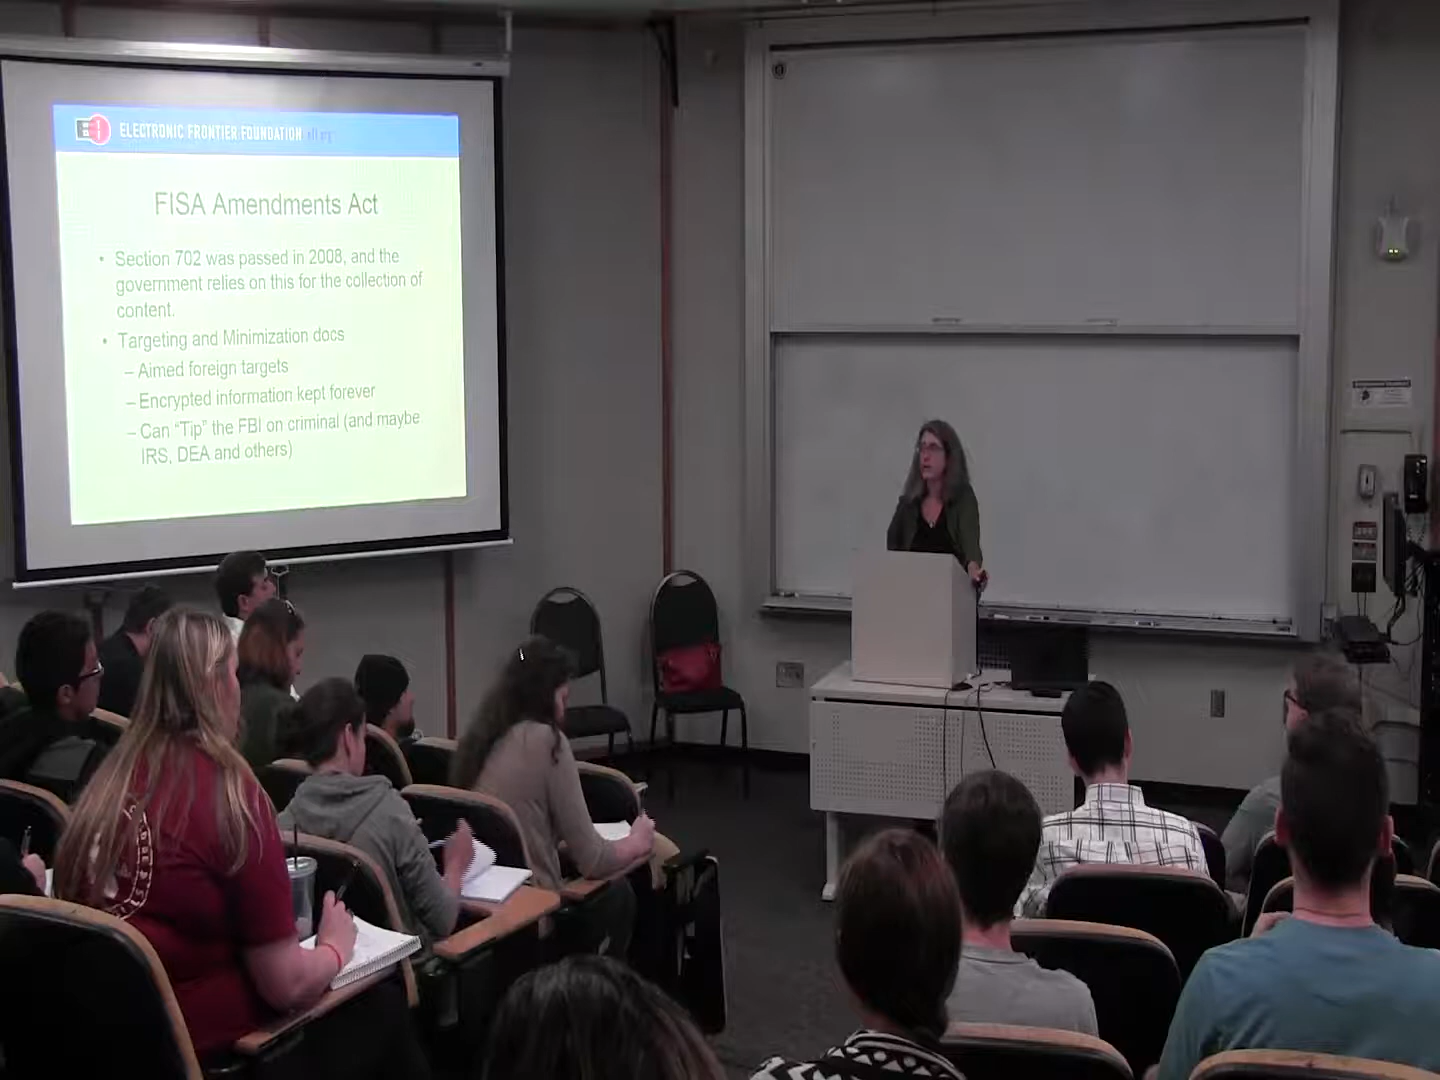 ELECTRONIC FRONTIER FOUNDATION eff.org
FISA Amendments Act
• Section 702 was passed in 2008, and the
government relies on this for the collection of
content.
• Targeting and Minimization docs
– Aimed foreign targets
– Encrypted information kept forever
– Can “Tip” the FBI on criminal (and maybe
IRS, DEA and others)